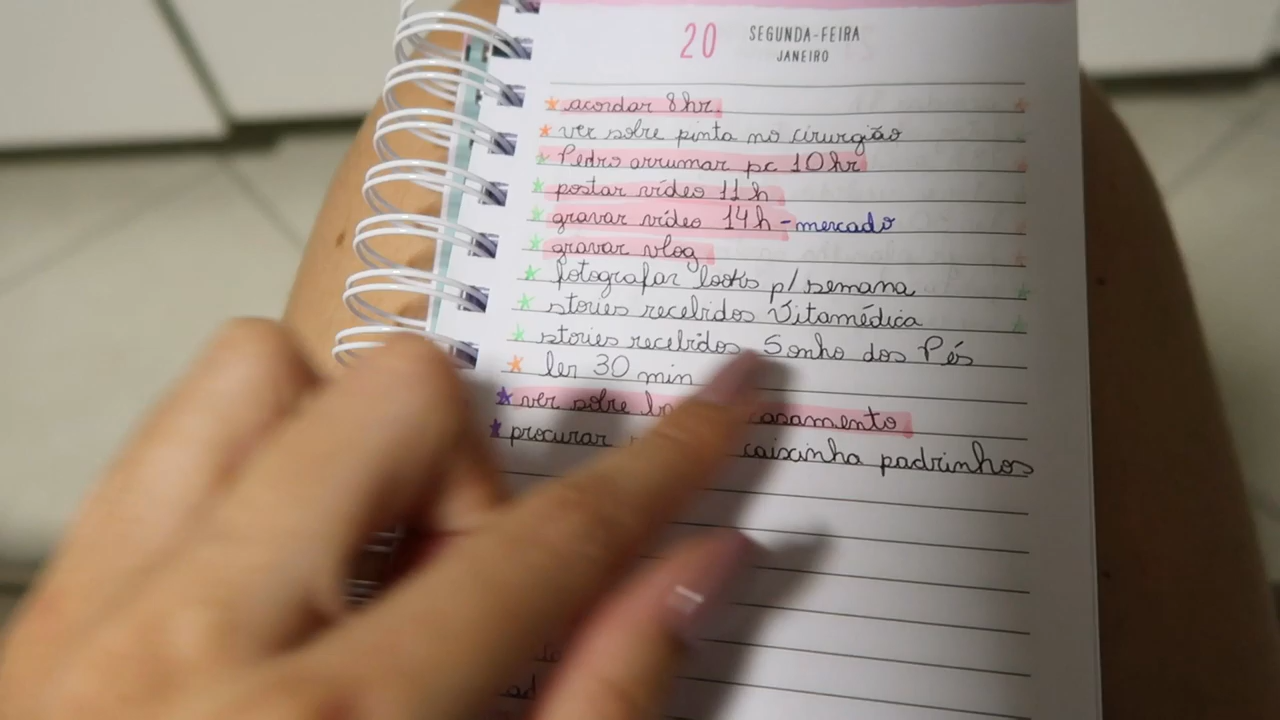 20 SEGUNDA-FEIRA
JANEIRO
* acordar 8hr.
* ver sobre pinta no cirurgião
* Pedro arrumar pc 10hr
* postar vídeo 11h
* gravar vídeo 14h - mercado
* gravar vlog
* fotografar looks p/ semana
* stories recebidos Vitamédica
* stories recebidos Sonho dos Pés
* ler 30 min
* ver sobre casamento
* procurar caixinha padrinhos